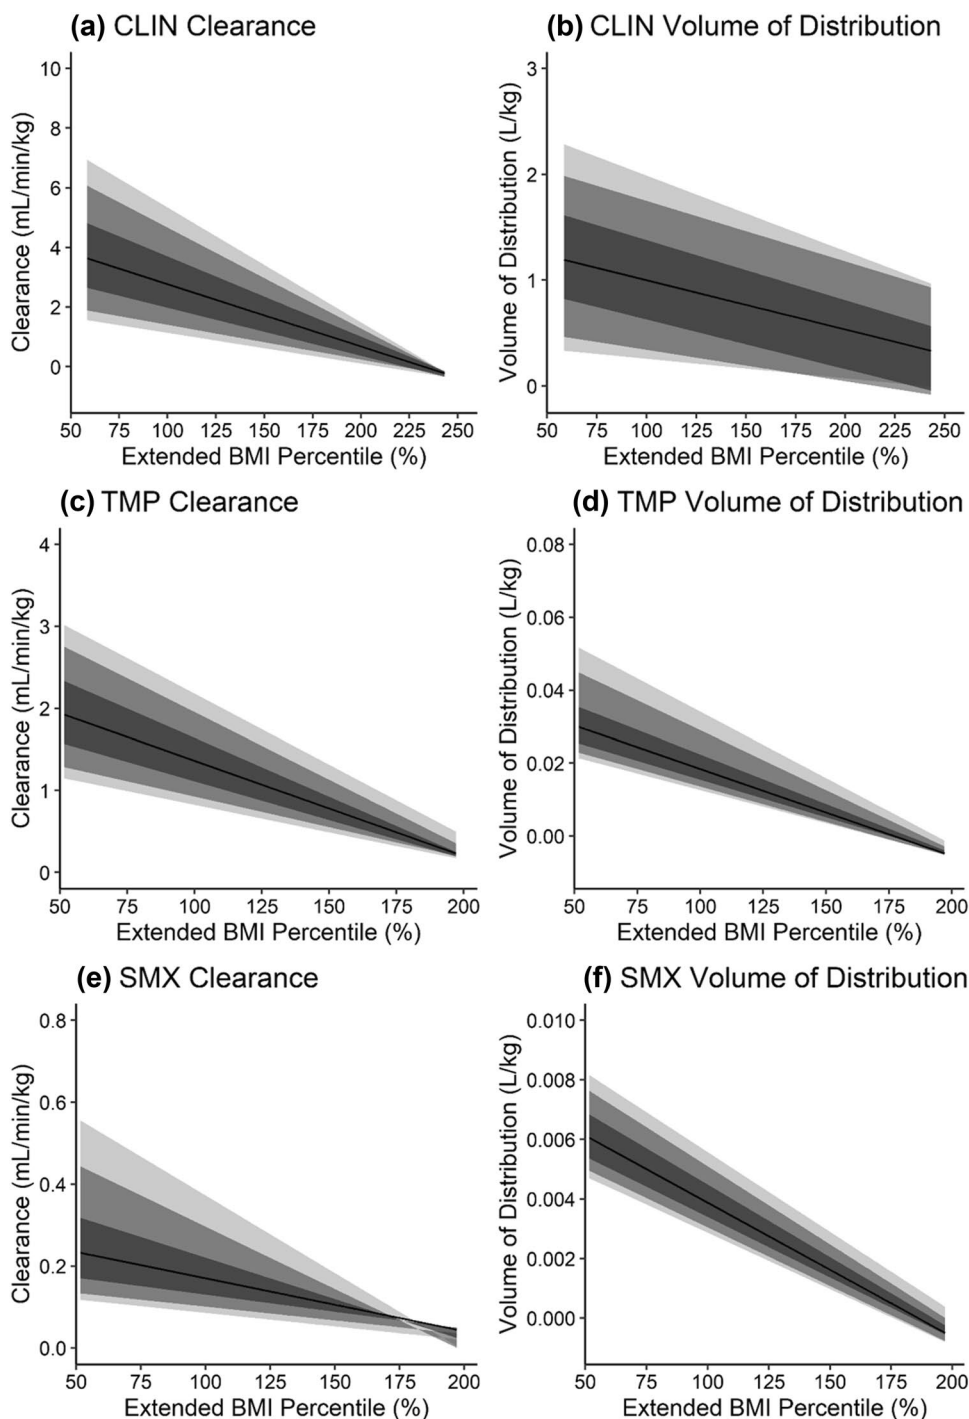 (a) CLIN Clearance
Clearance (mL/min/kg)
10
8
6
4
2
0
50 75 100 125 150 175 200 225 250
Extended BMI Percentile (%)
(b) CLIN Volume of Distribution
Volume of Distribution (L/kg)
3
2
1
0
50 75 100 125 150 175 200 225 250
Extended BMI Percentile (%)
(c) TMP Clearance
Clearance (mL/min/kg)
4
3
2
1
0
50 75 100 125 150 175 200
Extended BMI Percentile (%)
(d) TMP Volume of Distribution
Volume of Distribution (L/kg)
0.08
0.06
0.04
0.02
0.00
50 75 100 125 150 175 200
Extended BMI Percentile (%)
(e) SMX Clearance
Clearance (mL/min/kg)
0.8
0.6
0.4
0.2
0.0
50 75 100 125 150 175 200
Extended BMI Percentile (%)
(f) SMX Volume of Distribution
Volume of Distribution (L/kg)
0.010
0.008
0.006
0.004
0.002
0.000
50 75 100 125 150 175 200
Extended BMI Percentile (%)